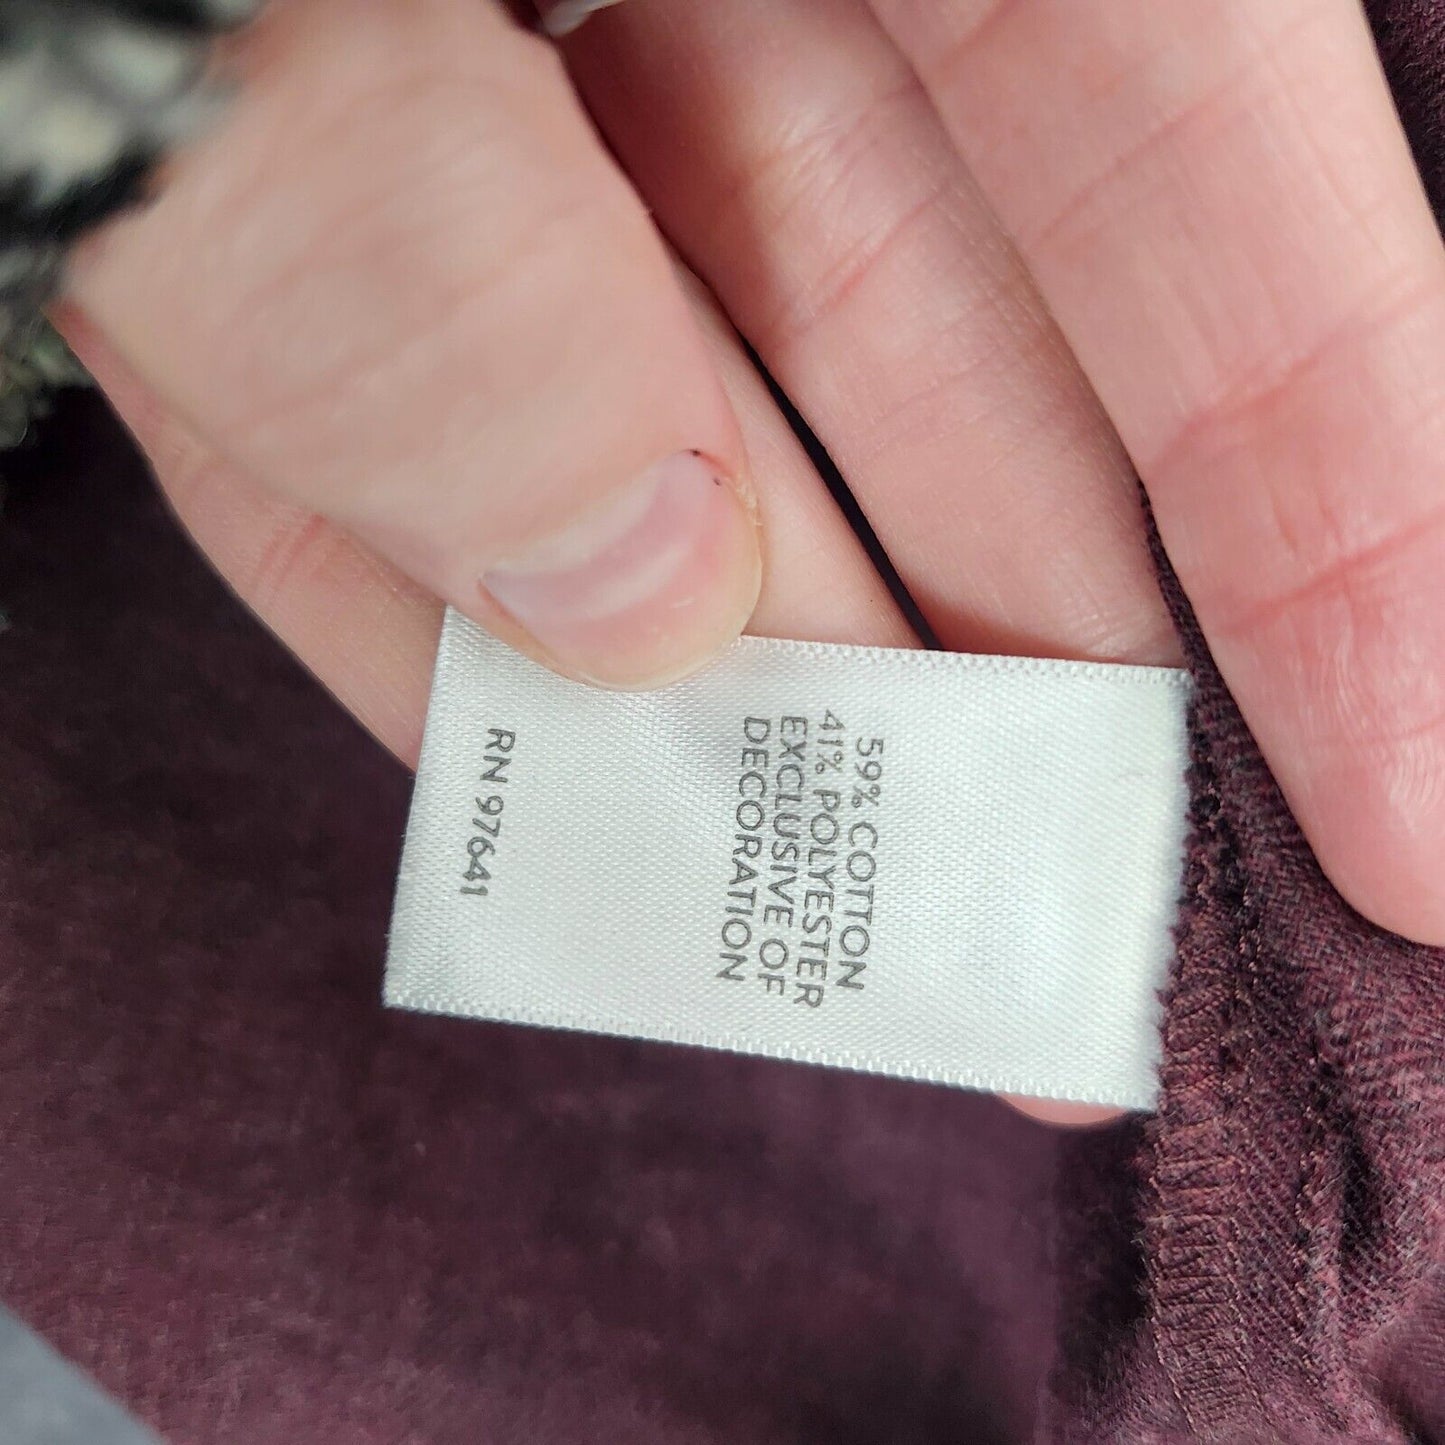 59% COTTON
41% POLYESTER
EXCLUSIVE OF
DECORATION
RN 97641